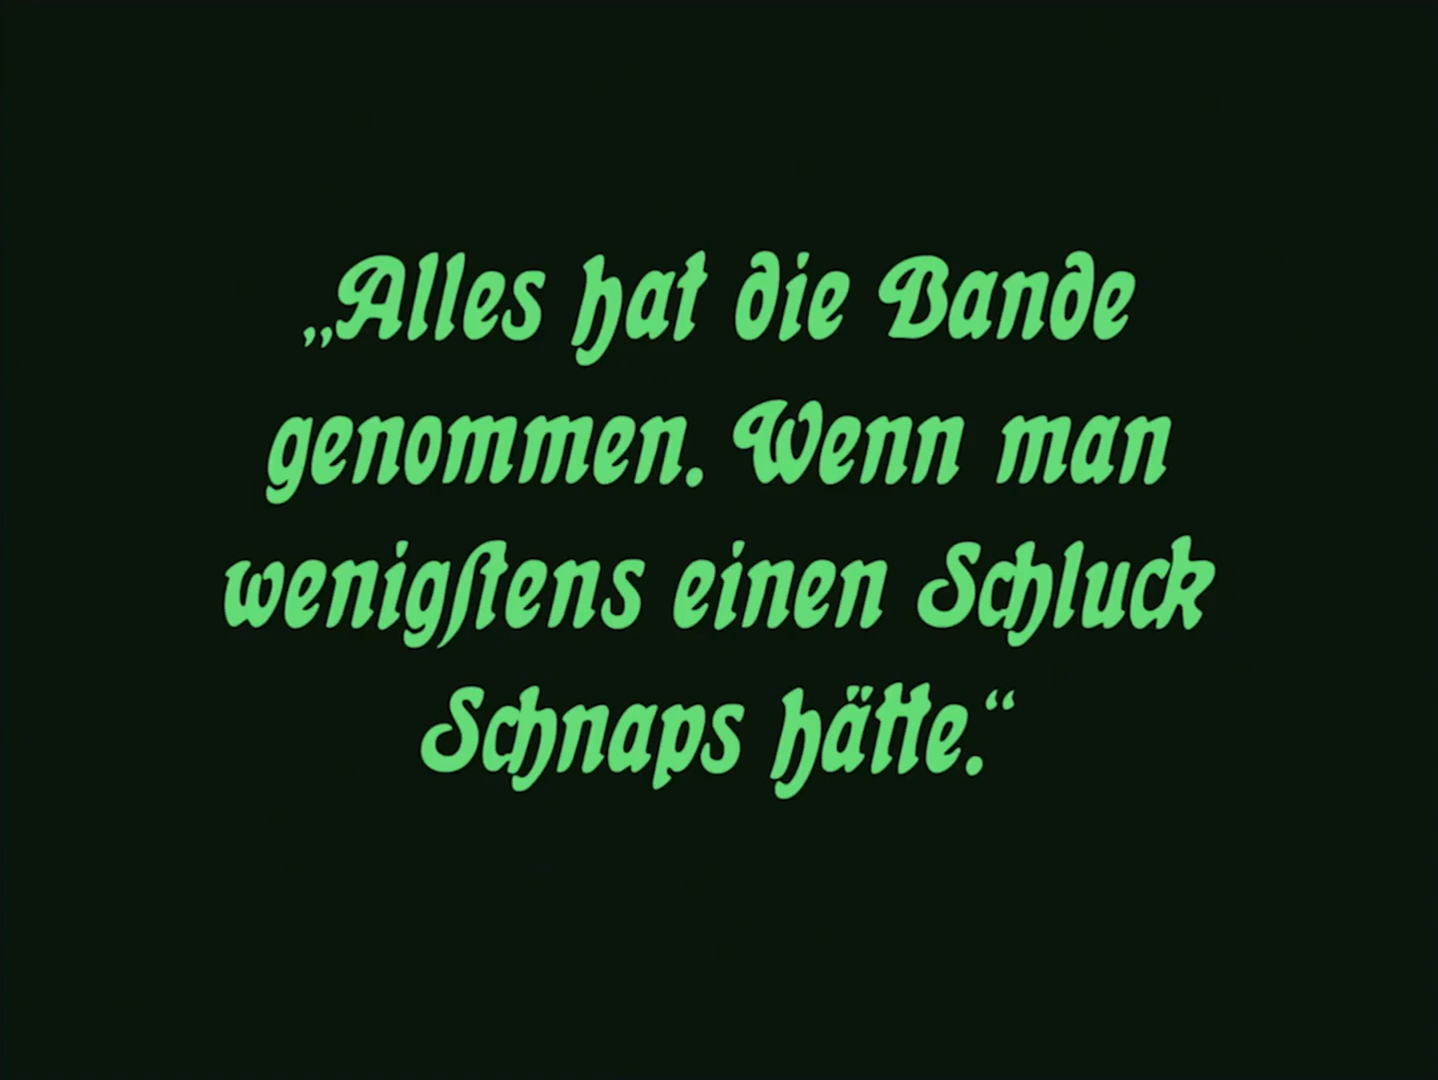 „Alles hat die Bande
genommen. Wenn man
wenigſtens einen Schluck
Schnaps hätte.“